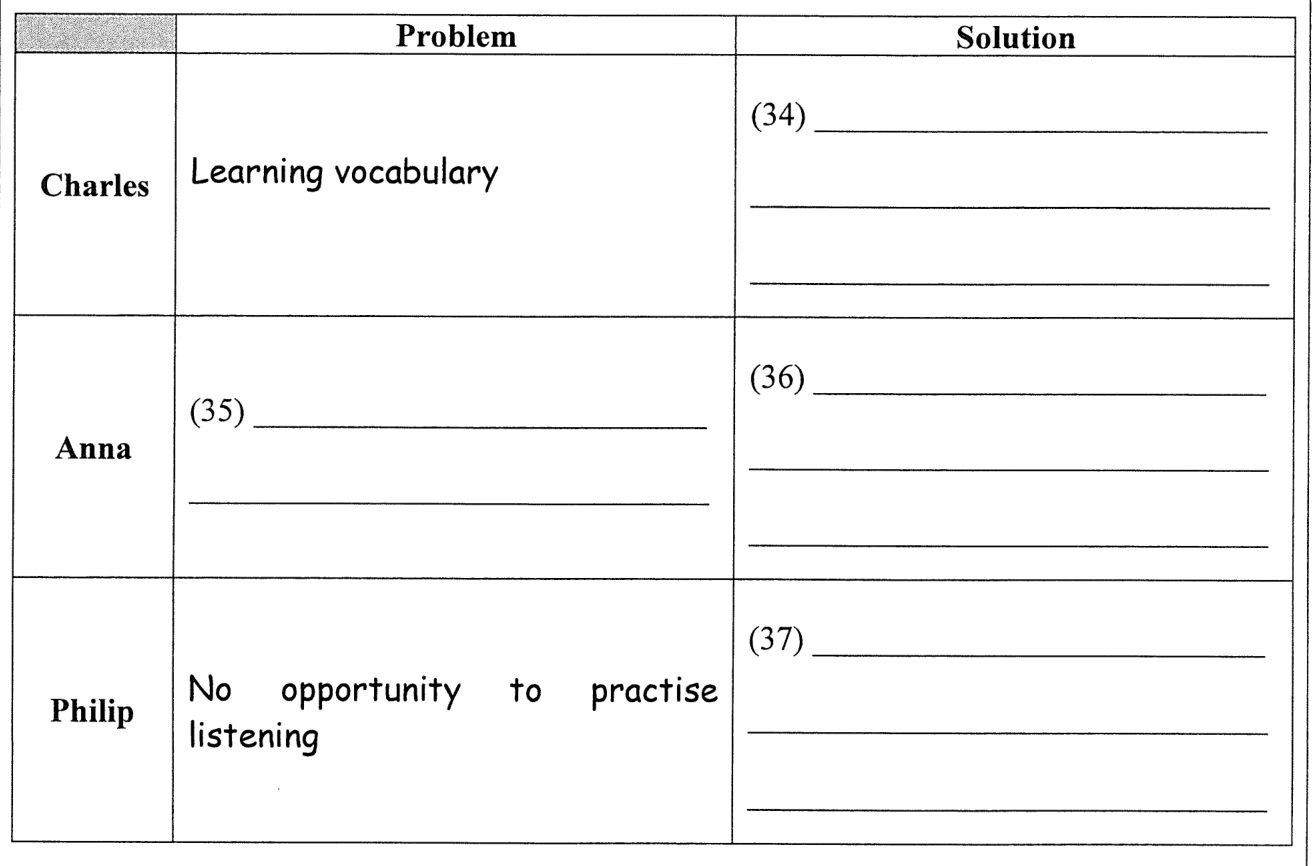 Problem
Solution
Charles
Learning vocabulary
(34)
Anna
(35)
(36)
Philip
No opportunity to practise
listening
(37)